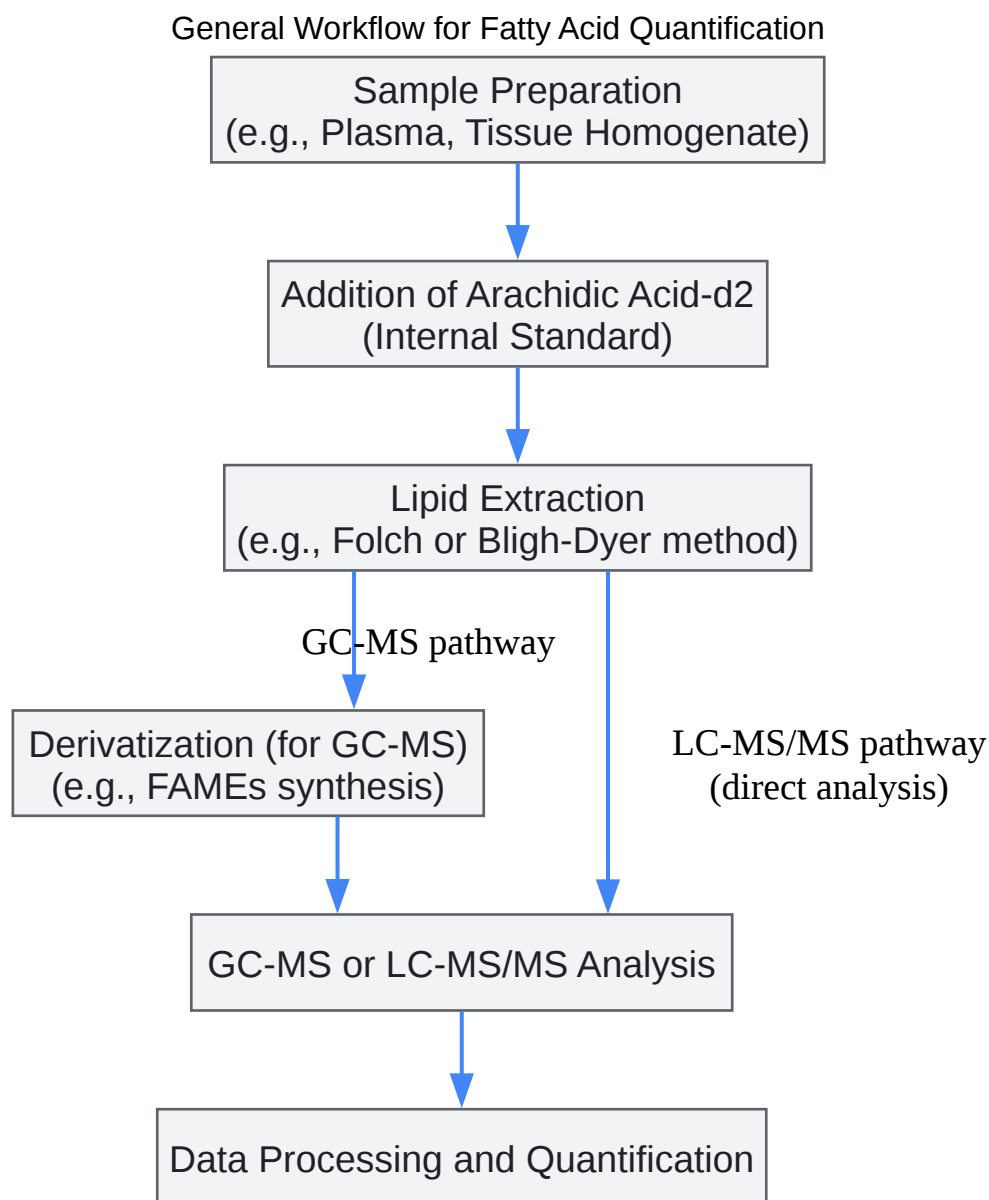 General Workflow for Fatty Acid Quantification
Sample Preparation
(e.g., Plasma, Tissue Homogenate)
Addition of Arachidic Acid-d2
(Internal Standard)
Lipid Extraction
(e.g., Folch or Bligh-Dyer method)
GC-MS pathway
Derivatization (for GC-MS)
(e.g., FAMEs synthesis)
LC-MS/MS pathway
(direct analysis)
GC-MS or LC-MS/MS Analysis
Data Processing and Quantification